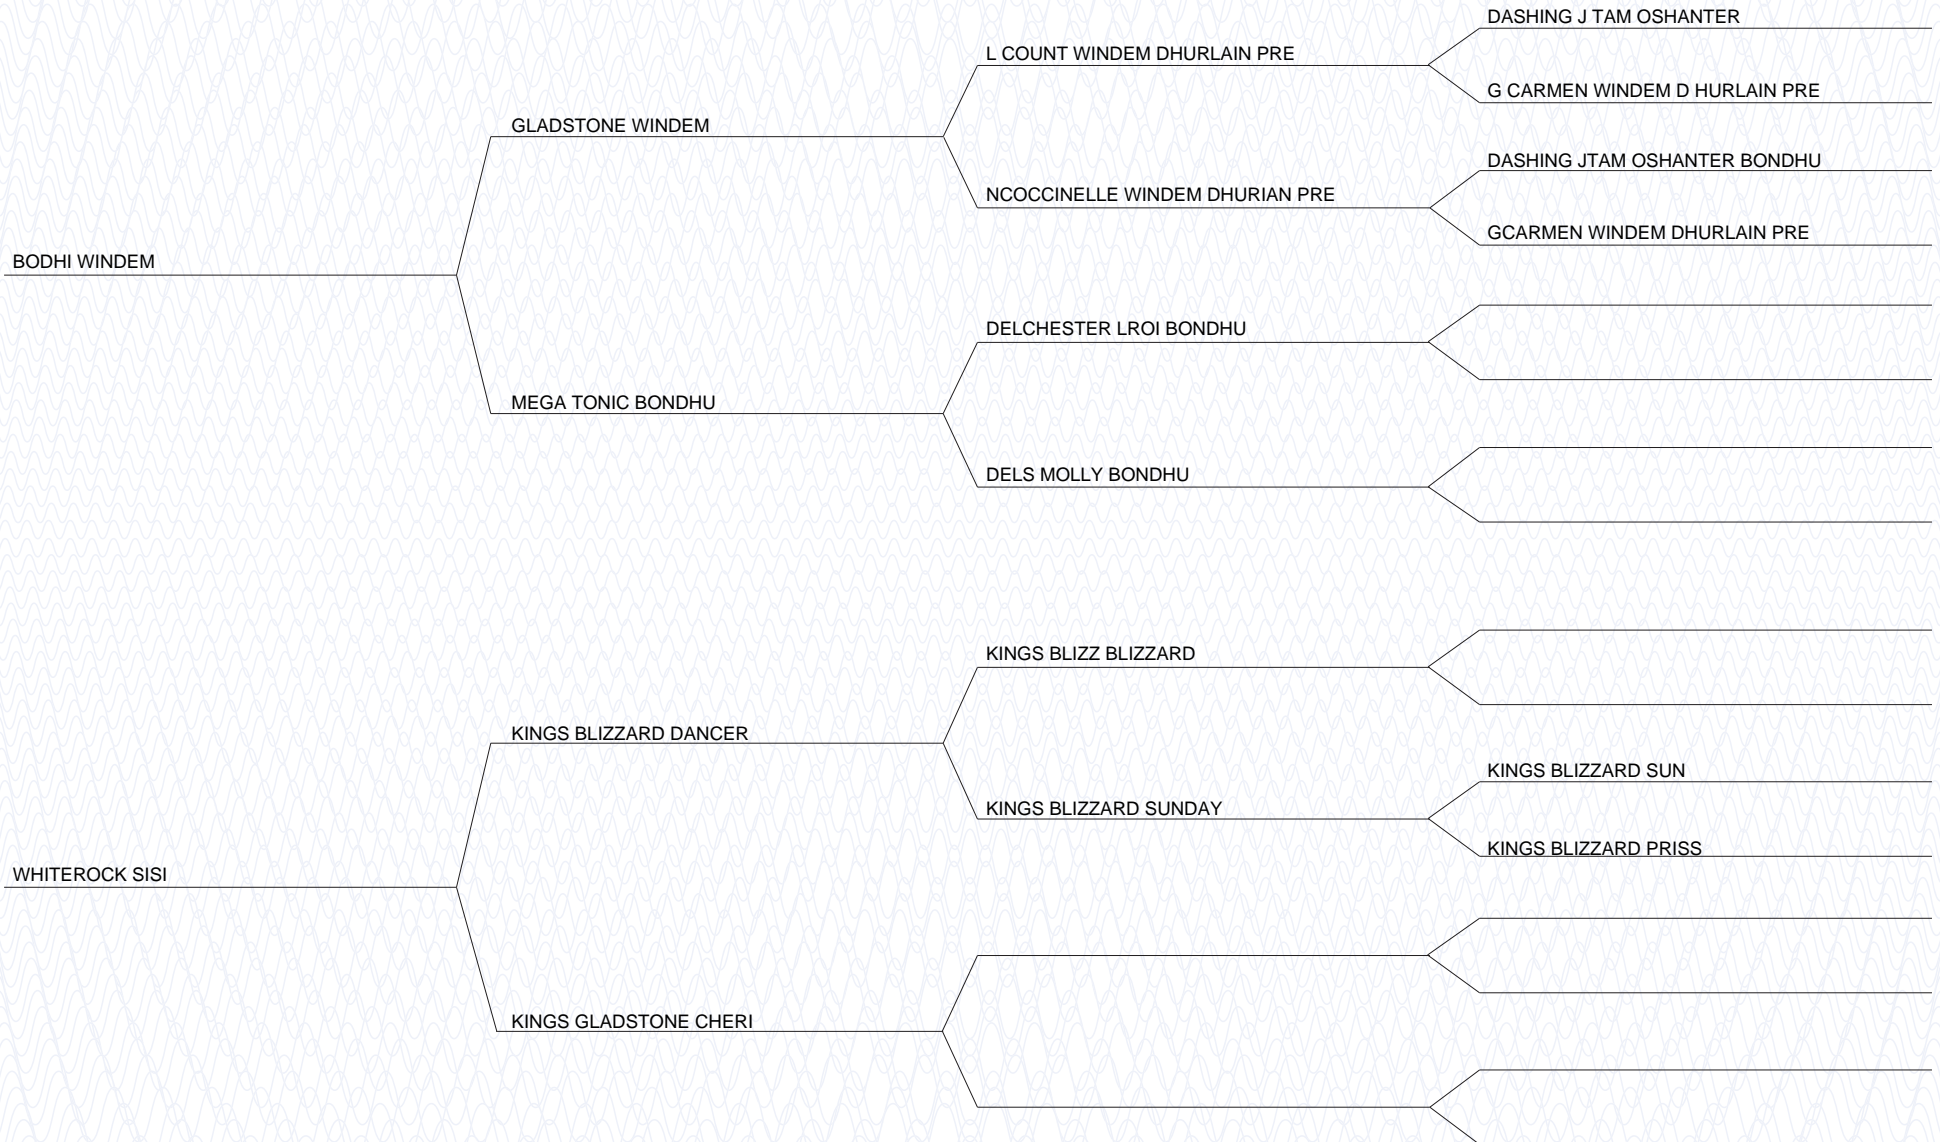 DASHING J TAM OSHANTER
L COUNT WINDEM DHURLAIN PRE
G CARMEN WINDEM D HURLAIN PRE
GLADSTONE WINDEM
DASHING JTAM OSHANTER BONDHU
NCOCCINELLE WINDEM DHURIAN PRE
GCARMEN WINDEM DHURLAIN PRE
BODHI WINDEM
DELCHESTER LROI BONDHU
MEGA TONIC BONDHU
DELS MOLLY BONDHU
KINGS BLIZZ BLIZZARD
KINGS BLIZZARD DANCER
KINGS BLIZZARD SUN
KINGS BLIZZARD SUNDAY
KINGS BLIZZARD PRISS
WHITEROCK SISI
KINGS GLADSTONE CHERI